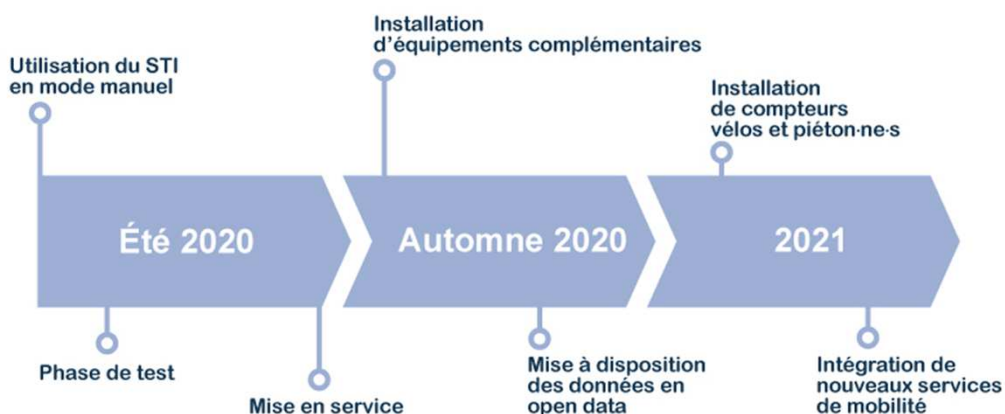 Utilisation du STI
en mode manuel
Installation
d'équipements complémentaires
Installation
de compteurs
vélos et piéton·ne·s
Été 2020
Automne 2020
2021
Phase de test
Mise en service
Mise à disposition
des données en
open data
Intégration de
nouveaux services
de mobilité